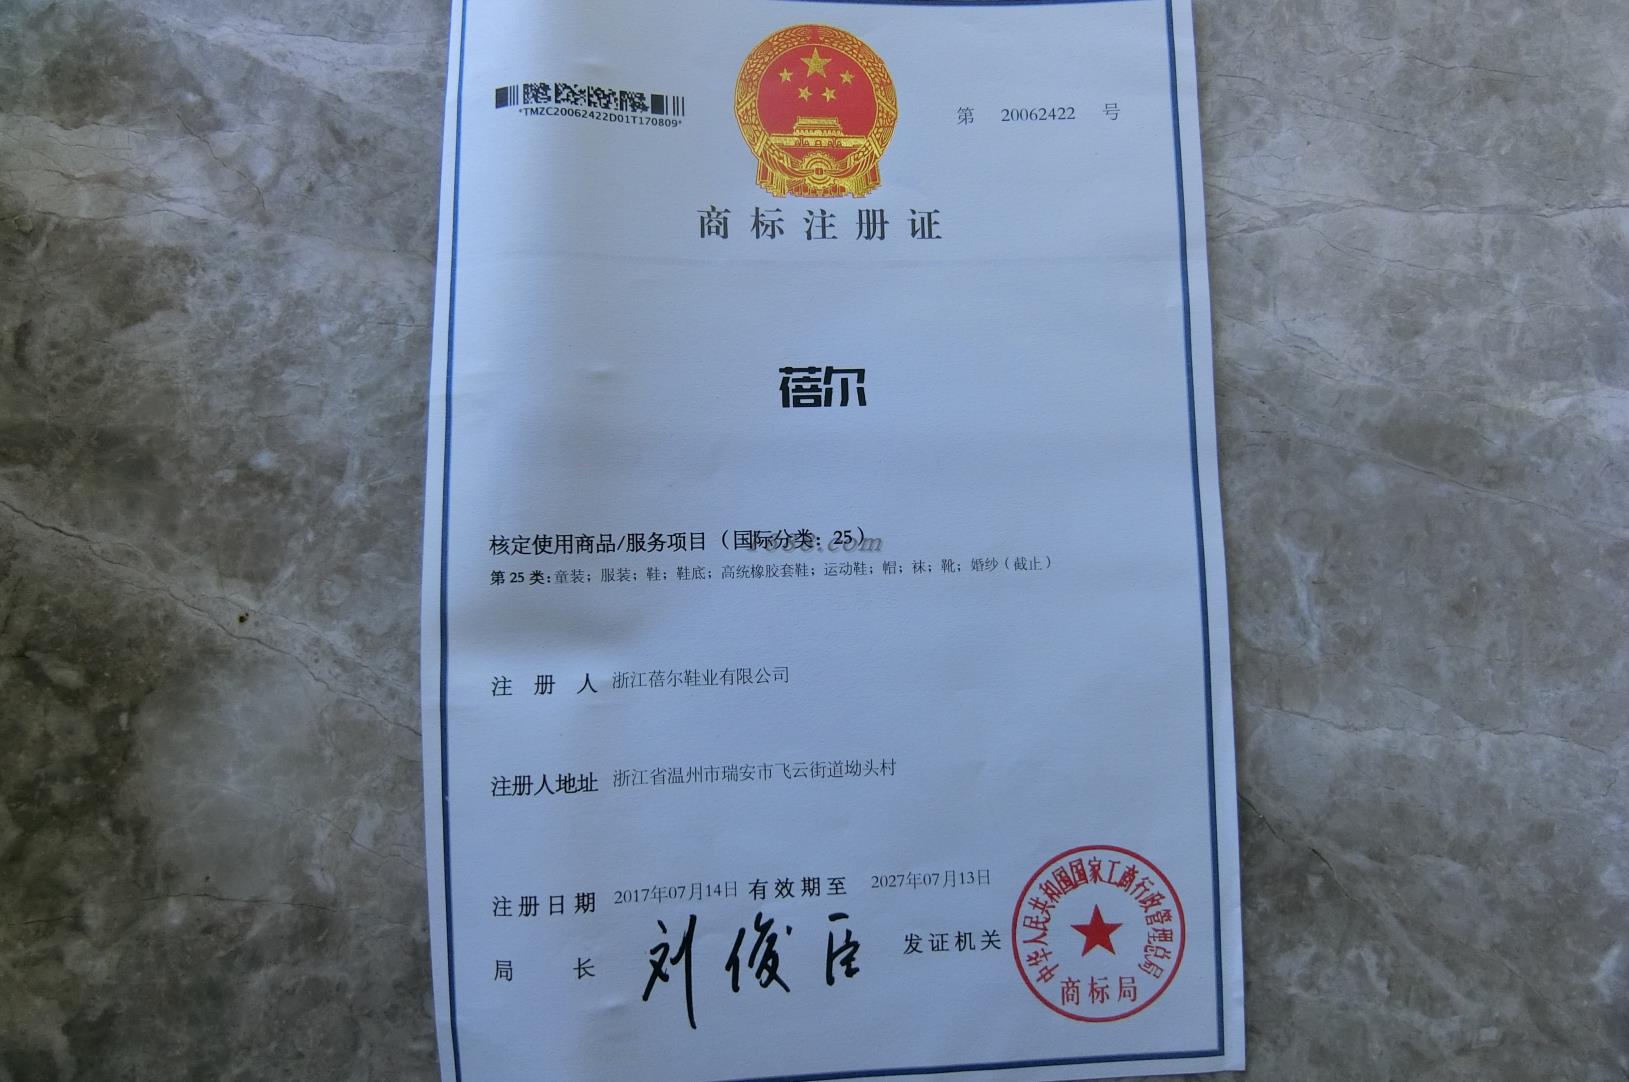 *TMZC20062422D01T170809*
第 20062422 号
商标注册证
蓓尔
核定使用商品/服务项目（国际分类：25）
第25类：童装；服装；鞋；鞋底；高统橡胶套鞋；运动鞋；帽；袜；靴；婚纱（截止）
注册人 浙江蓓尔鞋业有限公司
注册人地址 浙江省温州市瑞安市飞云街道坳头村
注册日期 2017年07月14日 有效期至 2027年07月13日
局长 刘俊臣 发证机关
中华人民共和国国家工商行政管理总局
商标局